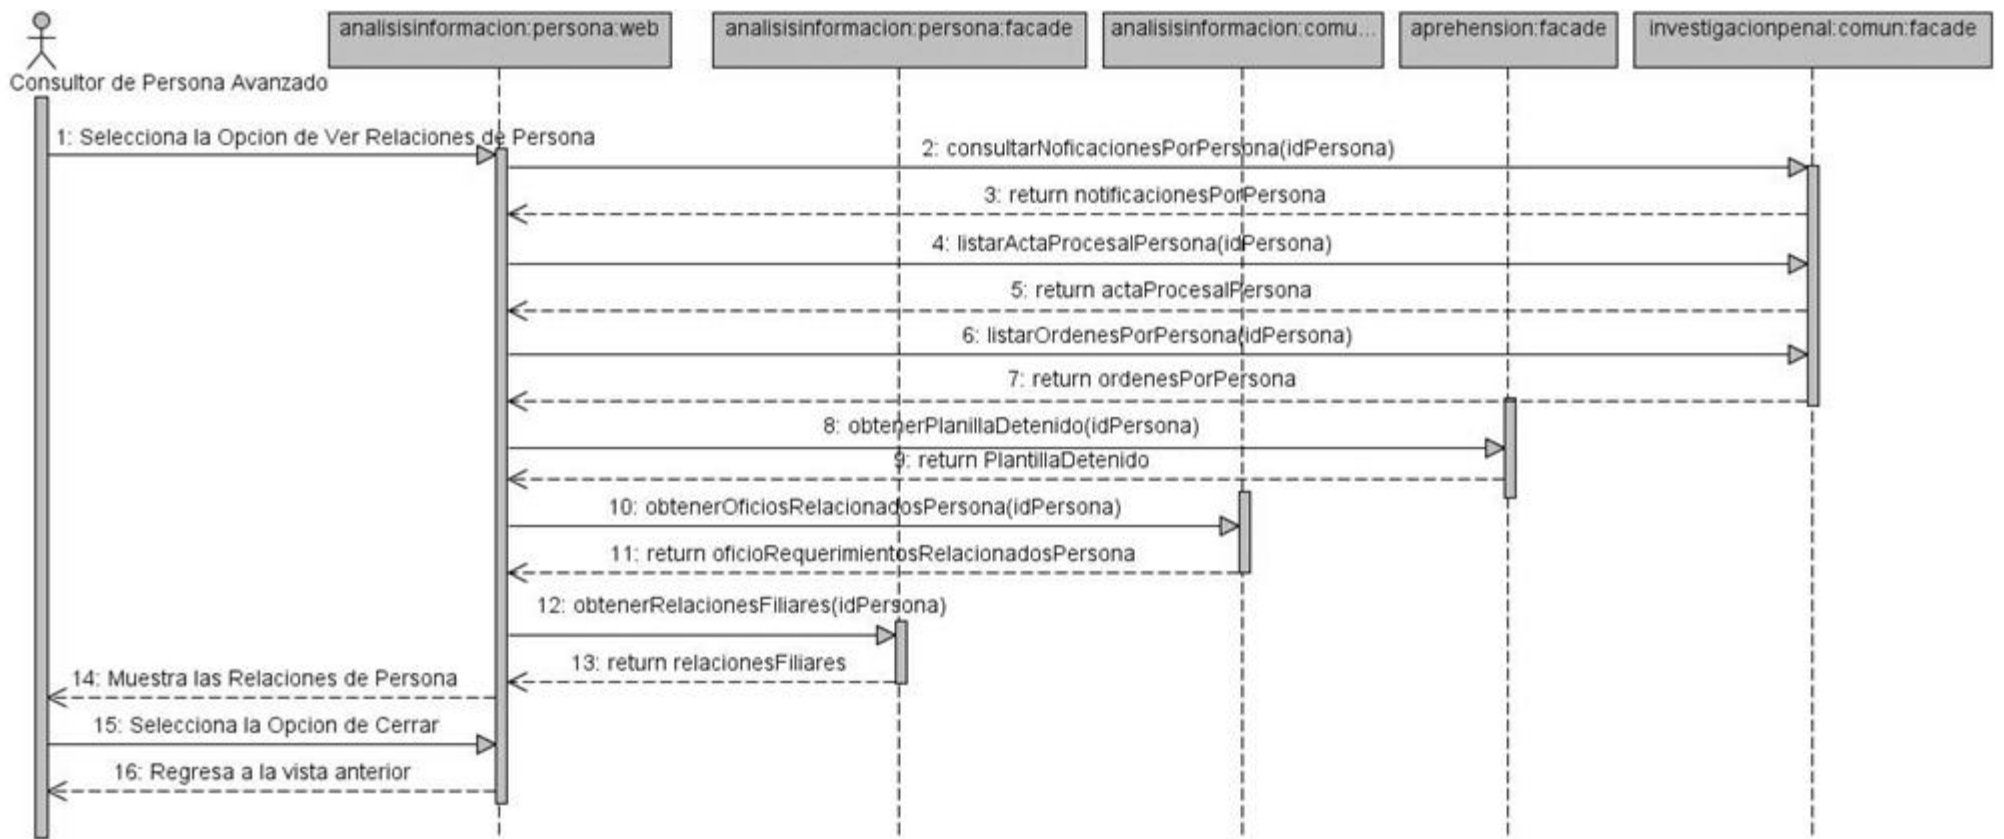 analisisinformacion:persona:web
analisisinformacion:persona:facade
analisisinformacion:comu...
aprehension:facade
investigacionpenal:comun:facade
Consultor de Persona Avanzado
1: Selecciona la Opcion de Ver Relaciones de Persona
2: consultarNoficacionesPorPersona(idPersona)
3: return notificacionesPorPersona
4: listarActaProcesalPersona(idPersona)
5: return actaProcesalPersona
6: listarOrdenesPorPersona(idPersona)
7: return ordenesPorPersona
8: obtenerPlanillaDetenido(idPersona)
9: return PlantillaDetenido
10: obtenerOficiosRelacionadosPersona(idPersona)
11: return oficioRequerimientosRelacionadosPersona
12: obtenerRelacionesFiliares(idPersona)
13: return relacionesFiliares
14: Muestra las Relaciones de Persona
15: Selecciona la Opcion de Cerrar
16: Regresa a la vista anterior